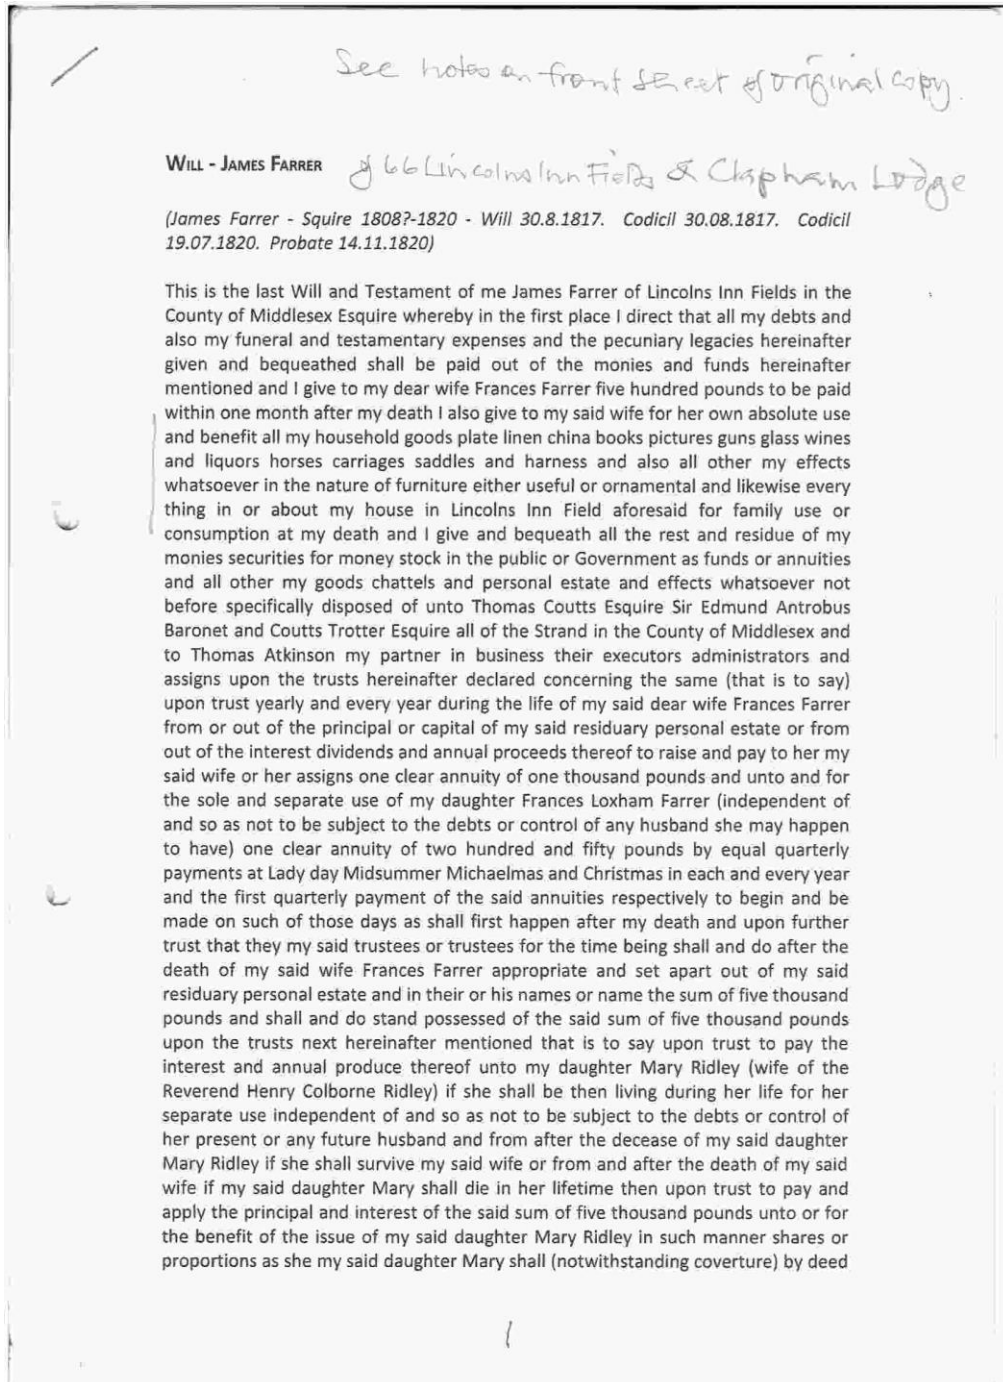 See notes on front sheet of original copy.
WILL - JAMES FARRER of 66 Lincolns Inn Fields & Clapham Lodge
(James Farrer - Squire 1808?-1820 - Will 30.8.1817. Codicil 30.08.1817. Codicil
19.07.1820. Probate 14.11.1820)
This is the last Will and Testament of me James Farrer of Lincolns Inn Fields in the
County of Middlesex Esquire whereby in the first place I direct that all my debts and
also my funeral and testamentary expenses and the pecuniary legacies hereinafter
given and bequeathed shall be paid out of the monies and funds hereinafter
mentioned and I give to my dear wife Frances Farrer five hundred pounds to be paid
within one month after my death I also give to my said wife for her own absolute use
and benefit all my household goods plate linen china books pictures guns glass wines
and liquors horses carriages saddles and harness and also all other my effects
whatsoever in the nature of furniture either useful or ornamental and likewise every
thing in or about my house in Lincolns Inn Field aforesaid for family use or
consumption at my death and I give and bequeath all the rest and residue of my
monies securities for money stock in the public or Government as funds or annuities
and all other my goods chattels and personal estate and effects whatsoever not
before specifically disposed of unto Thomas Coutts Esquire Sir Edmund Antrobus
Baronet and Coutts Trotter Esquire all of the Strand in the County of Middlesex and
to Thomas Atkinson my partner in business their executors administrators and
assigns upon the trusts hereinafter declared concerning the same (that is to say)
upon trust yearly and every year during the life of my said dear wife Frances Farrer
from or out of the principal or capital of my said residuary personal estate or from
out of the interest dividends and annual proceeds thereof to raise and pay to her my
said wife or her assigns one clear annuity of one thousand pounds and unto and for
the sole and separate use of my daughter Frances Loxham Farrer (independent of
and so as not to be subject to the debts or control of any husband she may happen
to have) one clear annuity of two hundred and fifty pounds by equal quarterly
payments at Lady day Midsummer Michaelmas and Christmas in each and every year
and the first quarterly payment of the said annuities respectively to begin and be
made on such of those days as shall first happen after my death and upon further
trust that they my said trustees or trustees for the time being shall and do after the
death of my said wife Frances Farrer appropriate and set apart out of my said
residuary personal estate and in their or his names or name the sum of five thousand
pounds and shall and do stand possessed of the said sum of five thousand pounds
upon the trusts next hereinafter mentioned that is to say upon trust to pay the
interest and annual produce thereof unto my daughter Mary Ridley (wife of the
Reverend Henry Colborne Ridley) if she shall be then living during her life for her
separate use independent of and so as not to be subject to the debts or control of
her present or any future husband and from after the decease of my said daughter
Mary Ridley if she shall survive my said wife or from and after the death of my said
wife if my said daughter Mary shall die in her lifetime then upon trust to pay and
apply the principal and interest of the said sum of five thousand pounds unto or for
the benefit of the issue of my said daughter Mary Ridley in such manner shares or
proportions as she my said daughter Mary shall (notwithstanding coverture) by deed
1